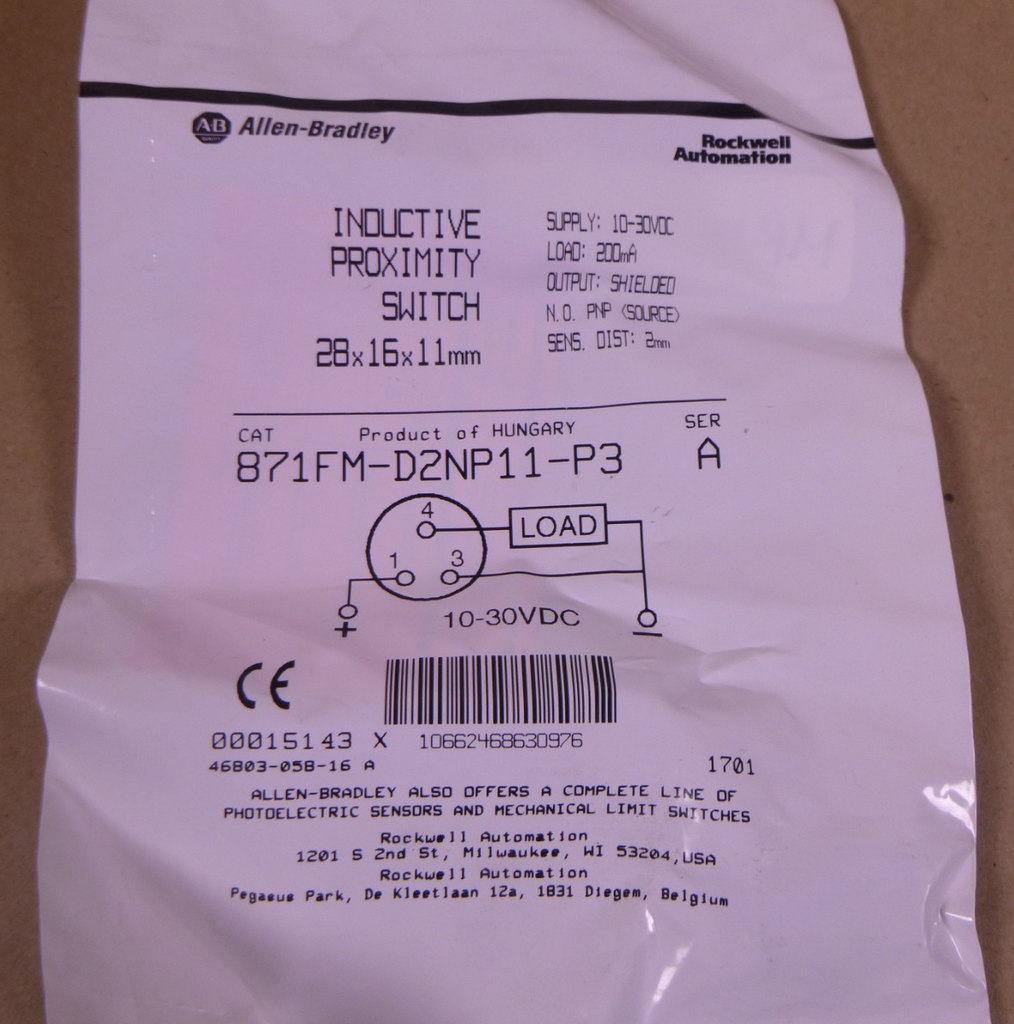 AB Allen-Bradley
Rockwell
Automation
INDUCTIVE
PROXIMITY
SWITCH
28x16x11mm
SUPPLY: 10-30VDC
LOAD: 200mA
OUTPUT: SHIELDED
N.O. PNP (SOURCE)
SENS. DIST: 2mm
CAT Product of HUNGARY SER
871FM-D2NP11-P3 A
4
LOAD
1 3
10-30VDC
+ −
CE
00015143 X 10662468630976
46803-058-16 A 1701
ALLEN-BRADLEY ALSO OFFERS A COMPLETE LINE OF
PHOTOELECTRIC SENSORS AND MECHANICAL LIMIT SWITCHES
Rockwell Automation
1201 S 2nd St, Milwaukee, WI 53204,USA
Rockwell Automation
Pegasus Park, De Kleetlaan 12a, 1831 Diegem, Belgium